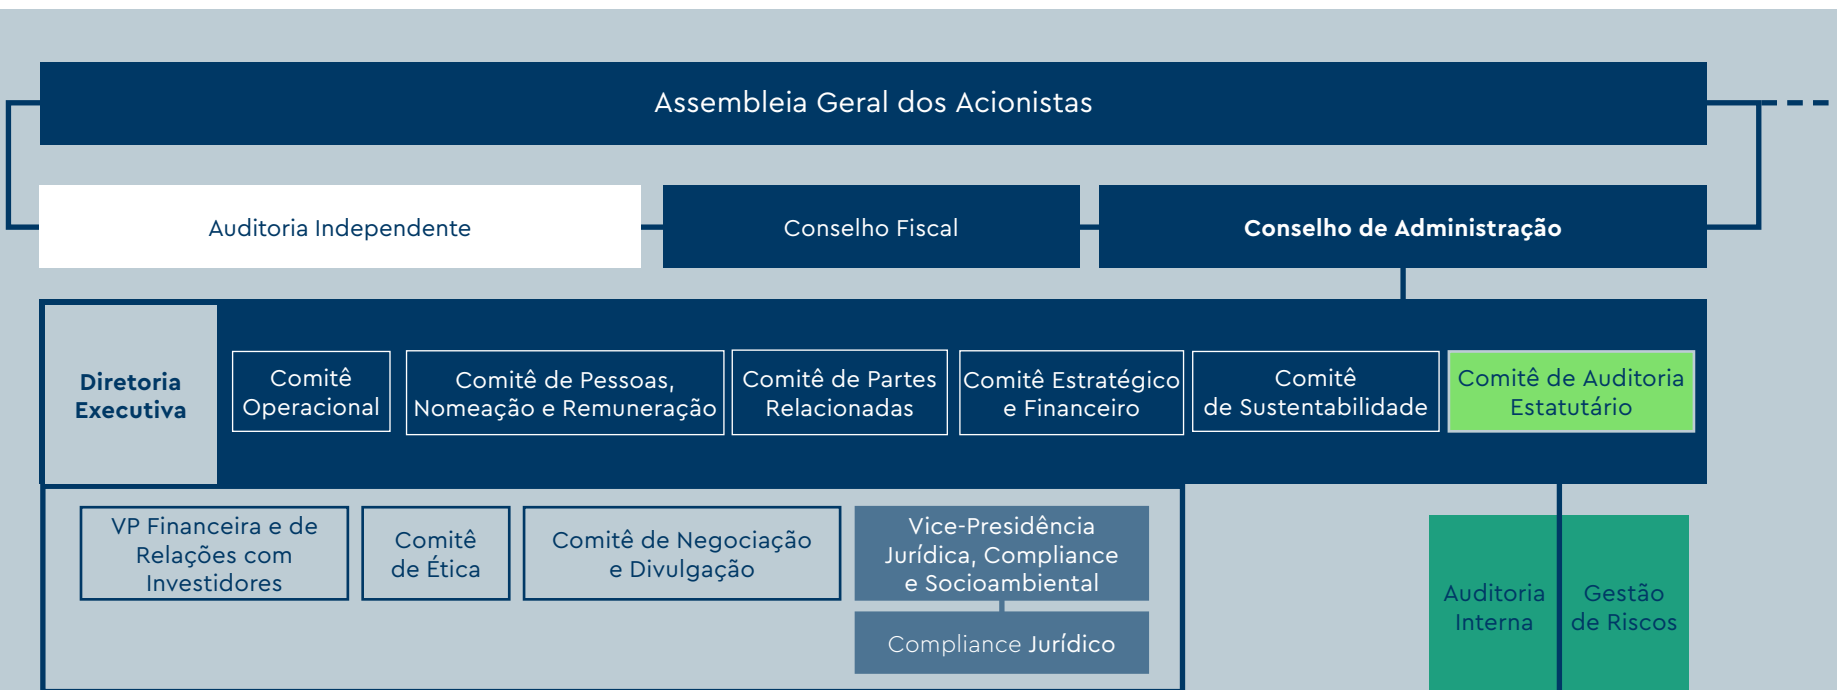 Assembleia Geral dos Acionistas
Auditoria Independente
Conselho Fiscal
Conselho de Administração
Diretoria
Executiva
Comitê
Operacional
Comitê de Pessoas,
Nomeação e Remuneração
Comitê de Partes
Relacionadas
Comitê Estratégico
e Financeiro
Comitê
de Sustentabilidade
Comitê de Auditoria
Estatutário
VP Financeira e de
Relações com
Investidores
Comitê
de Ética
Comitê de Negociação
e Divulgação
Vice-Presidência
Jurídica, Compliance
e Socioambiental
Compliance Jurídico
Auditoria
Interna
Gestão
de Riscos